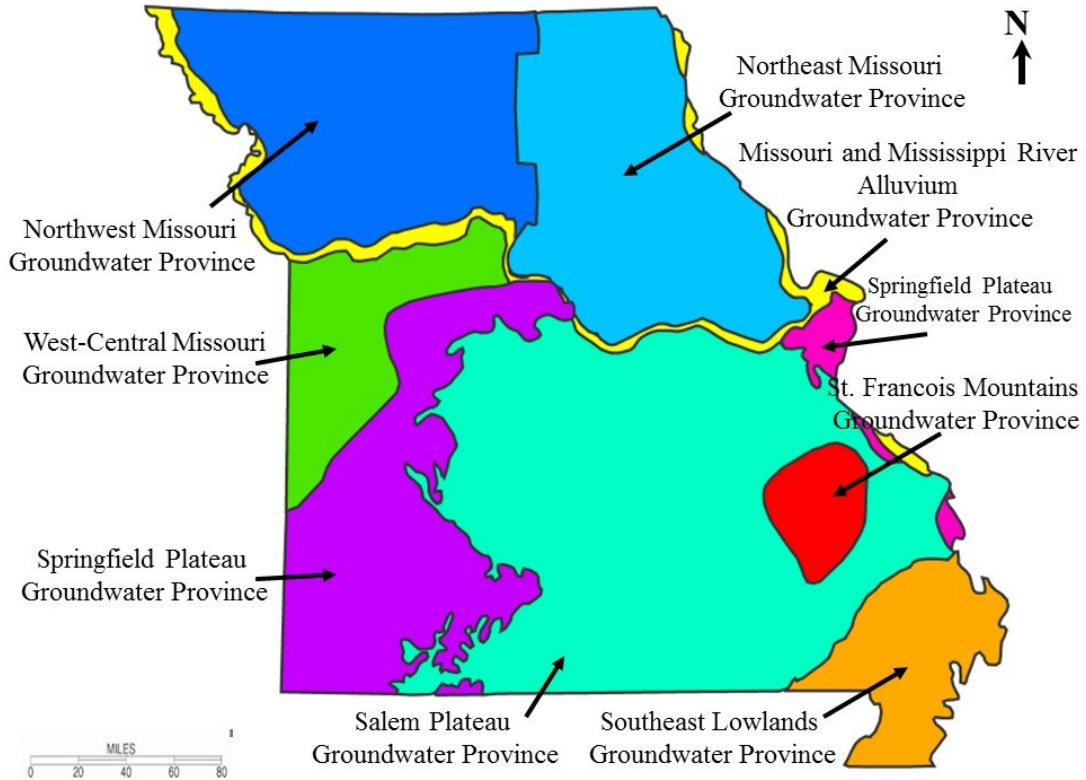 N
Northeast Missouri
Groundwater Province
Missouri and Mississippi River
Alluvium
Groundwater Province
Northwest Missouri
Groundwater Province
Springfield Plateau
Groundwater Province
West-Central Missouri
Groundwater Province
St. Francois Mountains
Groundwater Province
Springfield Plateau
Groundwater Province
Salem Plateau
Groundwater Province
Southeast Lowlands
Groundwater Province
MILES
0 20 40 60 80